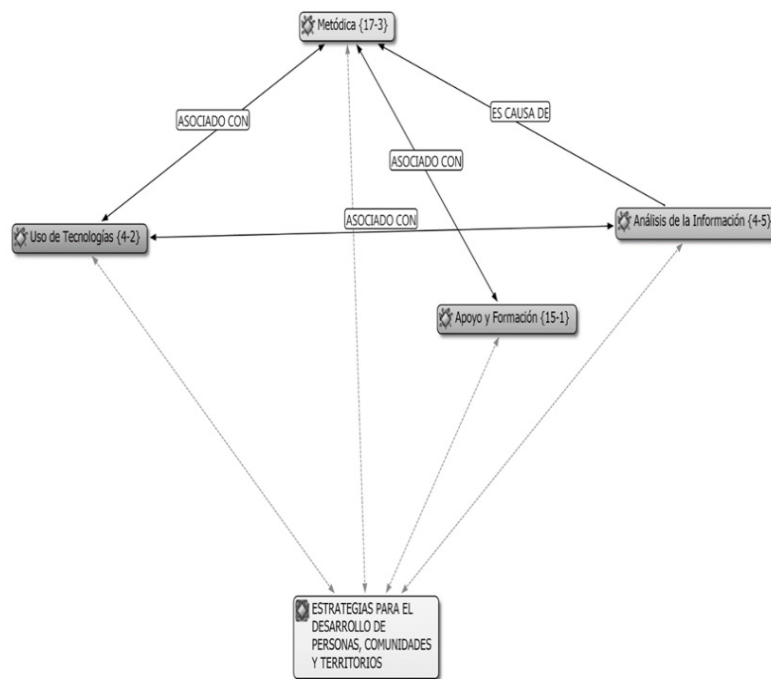 Metódica {17-3}
ASOCIADO CON
ES CAUSA DE
ASOCIADO CON
ASOCIADO CON
Uso de Tecnologías {4-2}
Análisis de la Información {4-5}
Apoyo y Formación {15-1}
ESTRATEGIAS PARA EL
DESARROLLO DE
PERSONAS, COMUNIDADES
Y TERRITORIOS